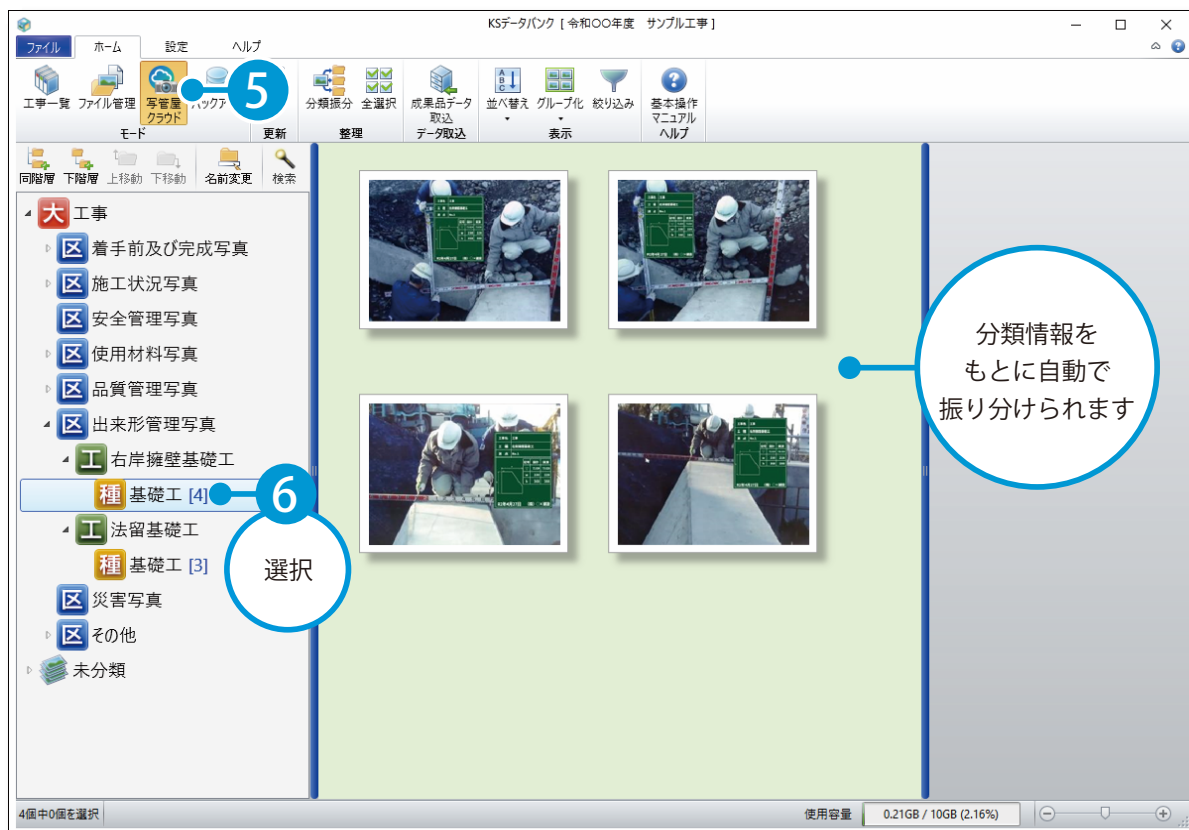 KSデータバンク [ 令和〇〇年度 サンプル工事 ]
ファイル ホーム 設定 ヘルプ
工事一覧 ファイル管理 写管屋クラウド 5
分類振分 全選択 成果品データ取込 並べ替え グループ化 絞り込み 基本操作マニュアル
モード 更新 整理 データ取込 表示 ヘルプ
同階層 下階層 上移動 下移動 名前変更 検索
大 工事
区 着手前及び完成写真
区 施工状況写真
区 安全管理写真
区 使用材料写真
区 品質管理写真
区 出来形管理写真
工 右岸擁壁基礎工
種 基礎工 [4] 6
選択
工 法留基礎工
種 基礎工 [3]
区 災害写真
区 その他
未分類
分類情報を
もとに自動で
振り分けられます
4個中0個を選択
使用容量 0.21GB / 10GB (2.16%)